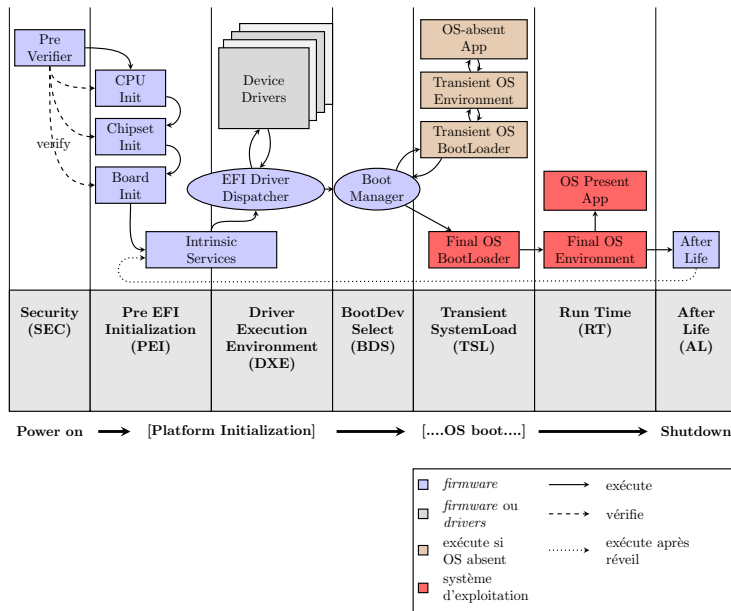 Pre
Verifier
CPU
Init
Chipset
Init
verify
Board
Init
Device
Drivers
EFI Driver
Dispatcher
Intrinsic
Services
Boot
Manager
OS-absent
App
Transient OS
Environment
Transient OS
BootLoader
Final OS
BootLoader
OS Present
App
Final OS
Environment
After
Life
Security
(SEC)
Pre EFI
Initialization
(PEI)
Driver
Execution
Environment
(DXE)
BootDev
Select
(BDS)
Transient
SystemLoad
(TSL)
Run Time
(RT)
After
Life
(AL)
Power on
[Platform Initialization]
[....OS boot....]
Shutdown
firmware
firmware ou
drivers
exécute si
OS absent
système
d'exploitation
exécute
vérifie
exécute après
réveil